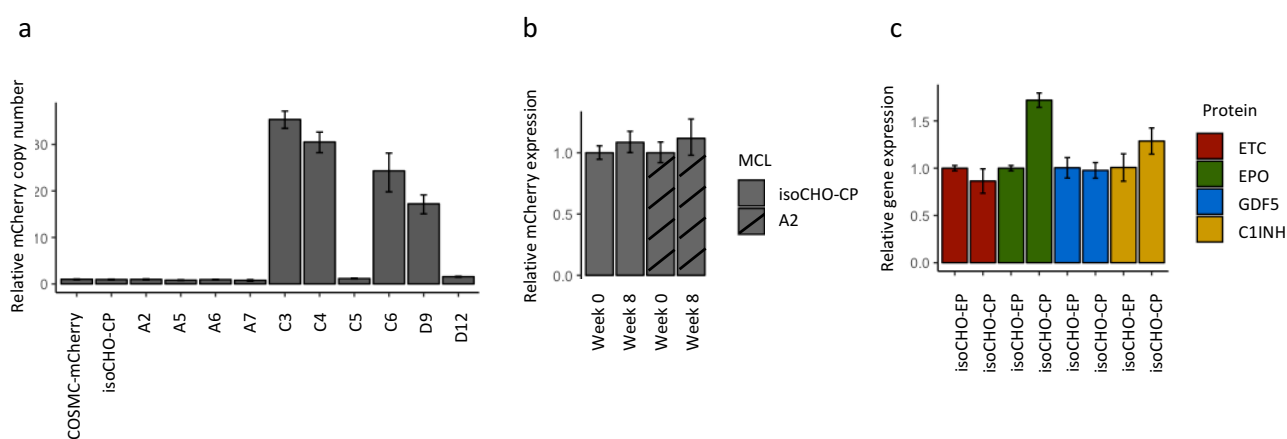 a
Relative mCherry copy number
30
20
10
0
COSMC-mCherry
isoCHO-CP
A2
A5
A6
A7
C3
C4
C5
C6
D9
D12
b
Relative mCherry expression
1.0
0.5
0.0
Week 0
Week 8
Week 0
Week 8
MCL
isoCHO-CP
A2
c
Relative gene expression
1.5
1.0
0.5
0.0
isoCHO-EP
isoCHO-CP
isoCHO-EP
isoCHO-CP
isoCHO-EP
isoCHO-CP
isoCHO-EP
isoCHO-CP
Protein
ETC
EPO
GDF5
C1INH